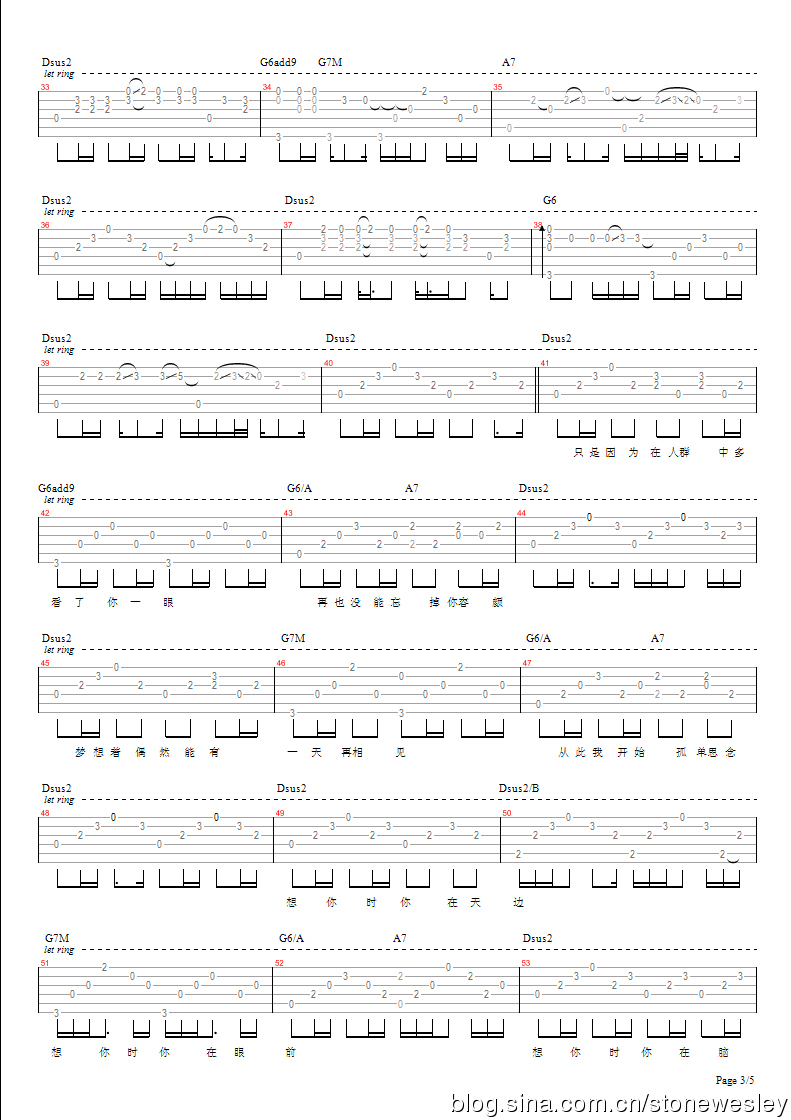 Dsus2 G6add9 G7M A7
let ring
33 34 35
Dsus2 Dsus2 G6
let ring
36 37 38
Dsus2 Dsus2 Dsus2
let ring
39 40 41
只 是 因 为 在 人 群 中 多
G6add9 G6/A A7 Dsus2
let ring
42 43 44
看 了 你 一 眼 再 也 没 能 忘 掉 你 容 颜
Dsus2 G7M G6/A A7
let ring
45 46 47
梦 想 着 偶 然 能 有 一 天 再 相 见 从 此 我 开 始 孤 单 思 念
Dsus2 Dsus2 Dsus2/B
let ring
48 49 50
想 你 时 你 在 天 边
G7M G6/A A7 Dsus2
let ring
51 52 53
想 你 时 你 在 眼 前 想 你 时 你 在 脑
Page 3/5
blog.sina.com.cn/stonewesley